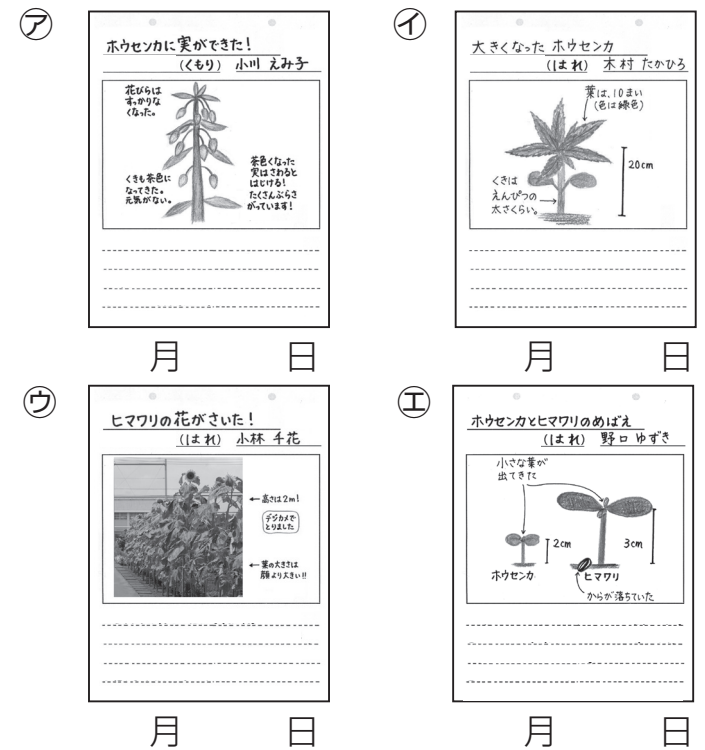 ア
ホウセンカに実ができた！
(くもり) 小川 えみ子
花びらは
すっかりな
くなった。
くきも茶色に
なってきた。
元気がない。
茶色くなった
実はさわると
はじける！
たくさんぶらさ
がっています！
月 日
イ
大きくなった ホウセンカ
(はれ) 木村 たかひろ
葉は、10まい
(色は緑色)
20cm
くきは
えんぴつの
太さくらい。
月 日
ウ
ヒマワリの花がさいた！
(はれ) 小林 千花
←高さは2m!
デジカメで
とりました
←葉の大きさは
顔より大きい!!
月 日
エ
ホウセンカとヒマワリのめばえ
(はれ) 野口 ゆずき
小さな葉が
出てきた
2cm
3cm
ホウセンカ
ヒマワリ
からが落ちていた
月 日